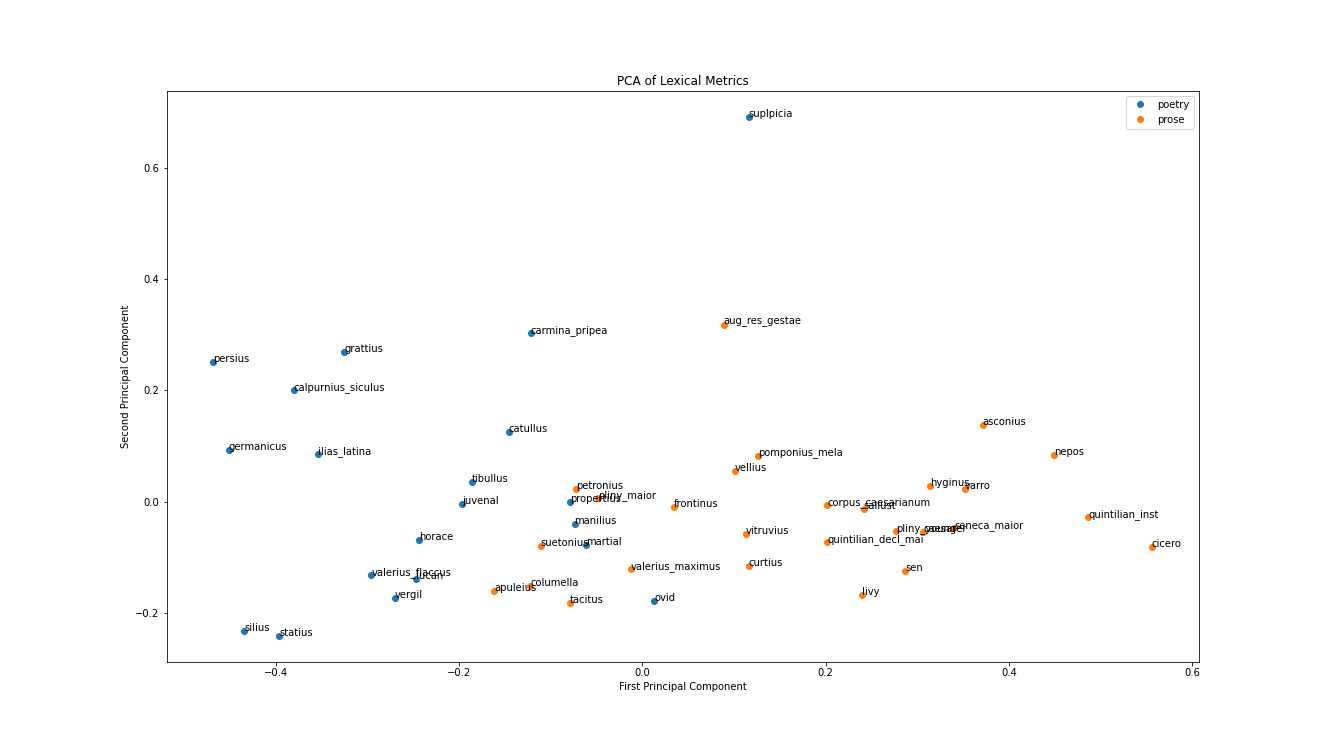 PCA of Lexical Metrics
poetry
prose
suplpicia
carmina_pripea
aug_res_gestae
grattius
persius
calpurnius_siculus
asconius
catullus
germanicus
ilias_latina
nepos
pomponius_mela
vellius
tibullus
petronius
hyginus
varro
pliny_maior
propertius
juvenal
frontinus
corpus_caesarianum
sallust
quintilian_inst
manilius
seneca_maior
pliny_younger
vitruvius
horace
martial
suetonius
quintilian_decl_mai
cicero
valerius_flaccus
lucan
valerius_maximus
curtius
sen
columella
apuleius
vergil
tacitus
ovid
livy
silius
statius
0.6
0.4
0.2
0.0
−0.2
Second Principal Component
−0.4
−0.2
0.0
0.2
0.4
0.6
First Principal Component